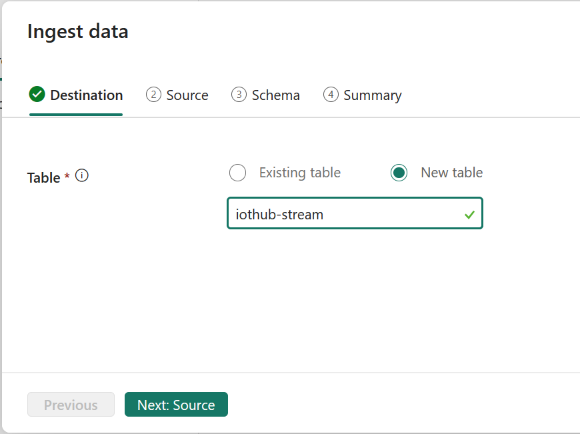 Ingest data
Destination 2 Source 3 Schema 4 Summary
Table * i Existing table New table
iothub-stream
Previous Next: Source